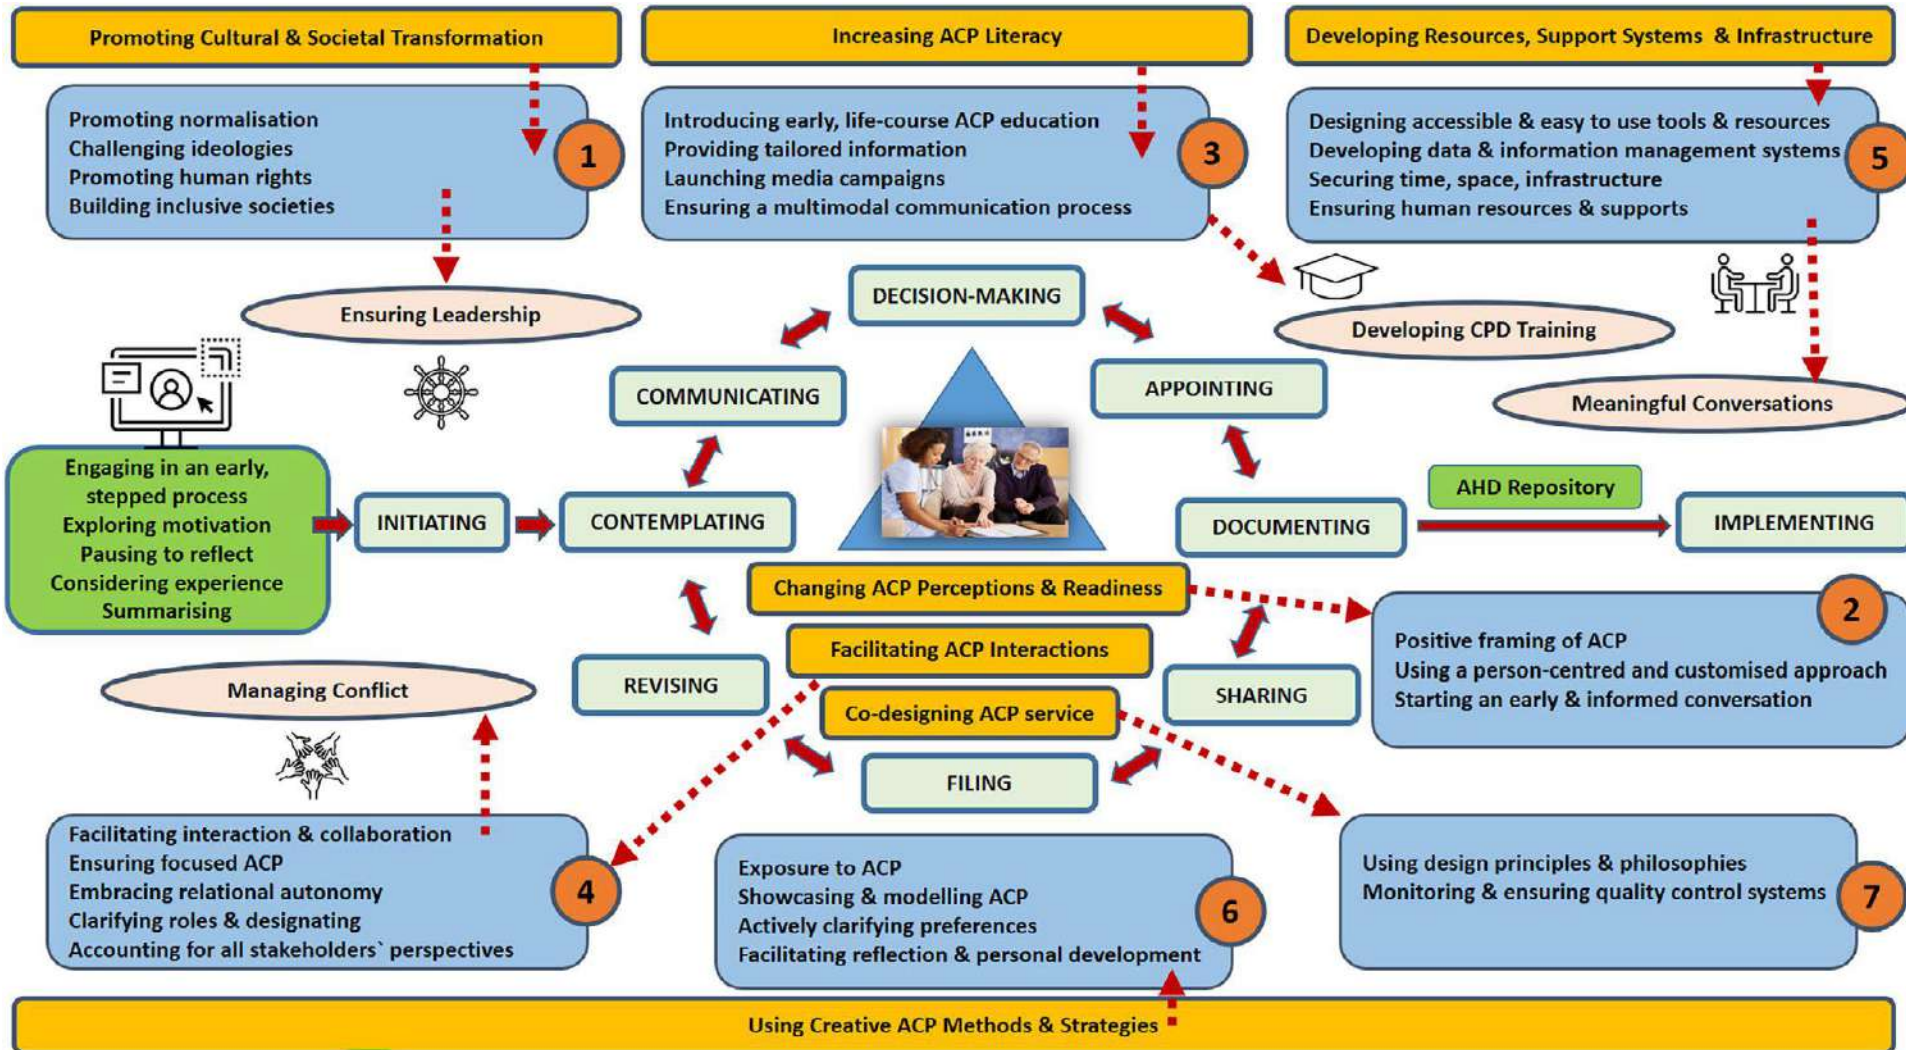 Promoting Cultural & Societal Transformation
Increasing ACP Literacy
Developing Resources, Support Systems & Infrastructure
Promoting normalisation
Challenging ideologies
Promoting human rights
Building inclusive societies
1
Introducing early, life-course ACP education
Providing tailored information
Launching media campaigns
Ensuring a multimodal communication process
3
Designing accessible & easy to use tools & resources
Developing data & information management systems
Securing time, space, infrastructure
Ensuring human resources & supports
5
Ensuring Leadership
DECISION-MAKING
Developing CPD Training
COMMUNICATING
APPOINTING
Meaningful Conversations
Engaging in an early,
stepped process
Exploring motivation
Pausing to reflect
Considering experience
Summarising
INITIATING
CONTEMPLATING
DOCUMENTING
AHD Repository
IMPLEMENTING
Changing ACP Perceptions & Readiness
Facilitating ACP Interactions
Co-designing ACP service
2
Positive framing of ACP
Using a person-centred and customised approach
Starting an early & informed conversation
Managing Conflict
REVISING
SHARING
FILING
Facilitating interaction & collaboration
Ensuring focused ACP
Embracing relational autonomy
Clarifying roles & designating
Accounting for all stakeholders` perspectives
4
Exposure to ACP
Showcasing & modelling ACP
Actively clarifying preferences
Facilitating reflection & personal development
6
Using design principles & philosophies
Monitoring & ensuring quality control systems
7
Using Creative ACP Methods & Strategies